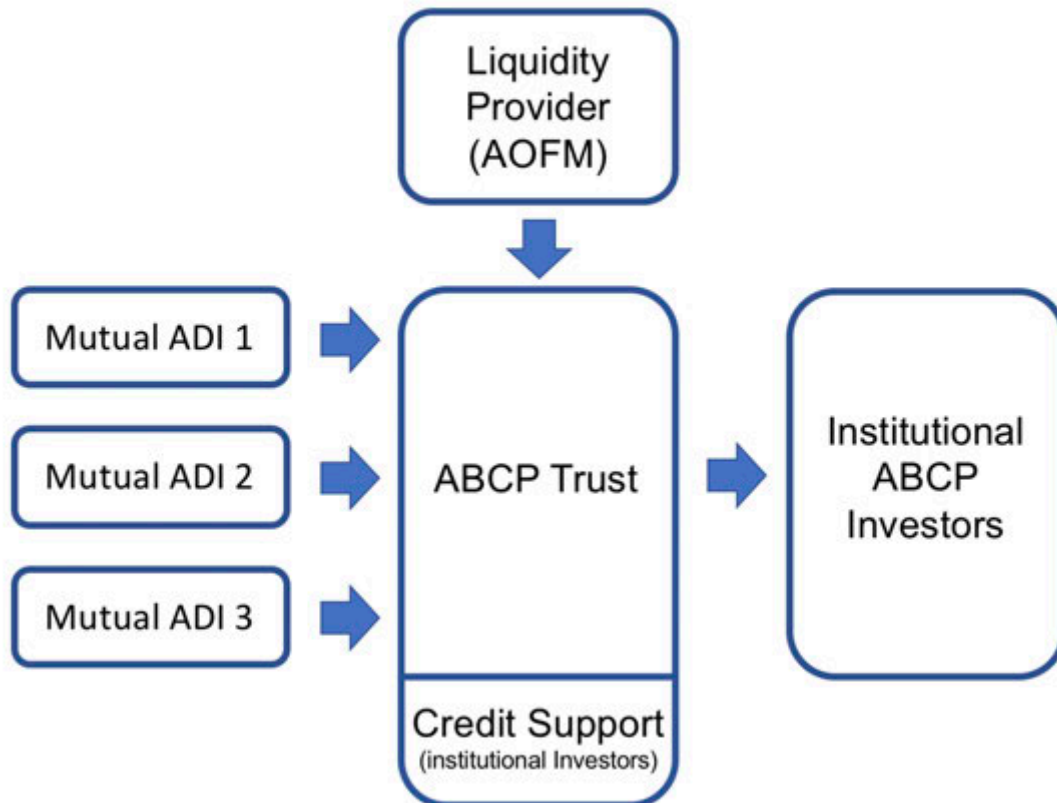 Liquidity
Provider
(AOFM)
Mutual ADI 1
Mutual ADI 2
Mutual ADI 3
ABCP Trust
Credit Support
(institutional Investors)
Institutional
ABCP
Investors